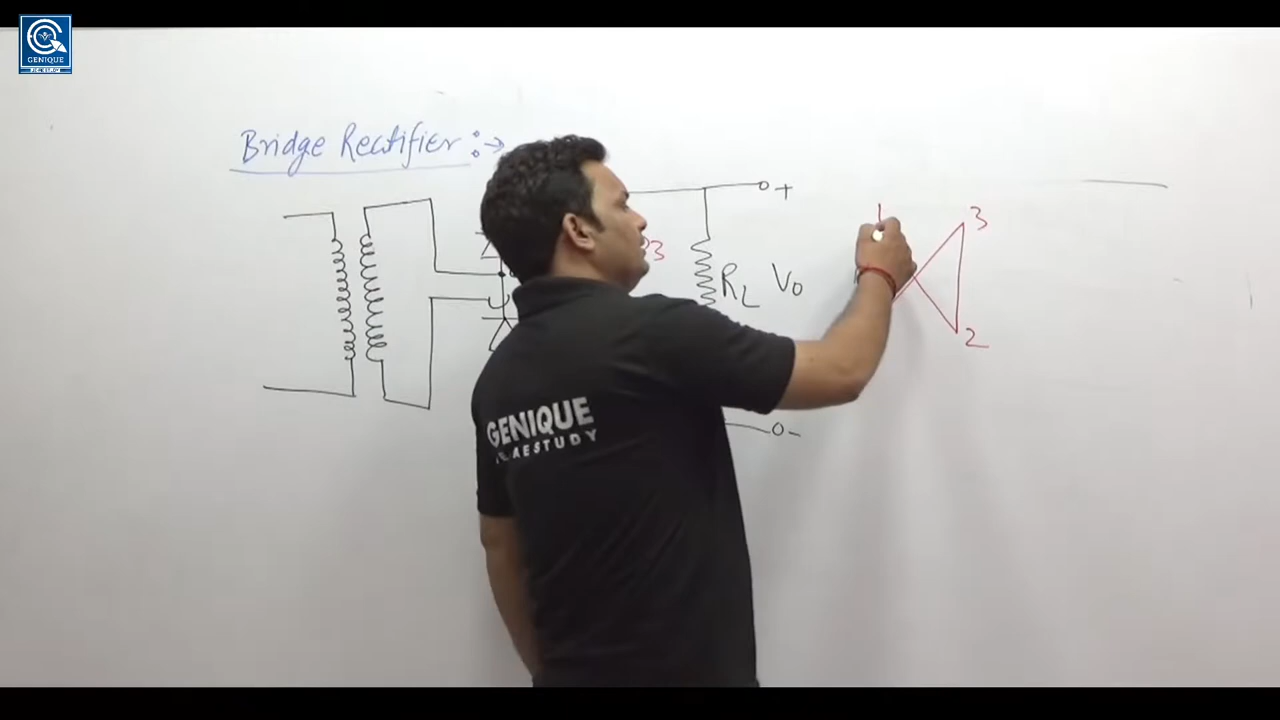 GENIQUE
Bridge Rectifier :→
+
1
3
3
RL Vo
2
GENIQUE
-